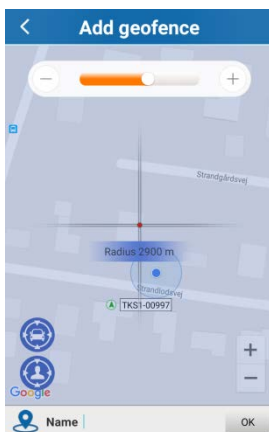 Add geofence
Strandgårdsvej
Radius 2900 m
Strandlodsvej
TKS1-00997
Google
Name
OK